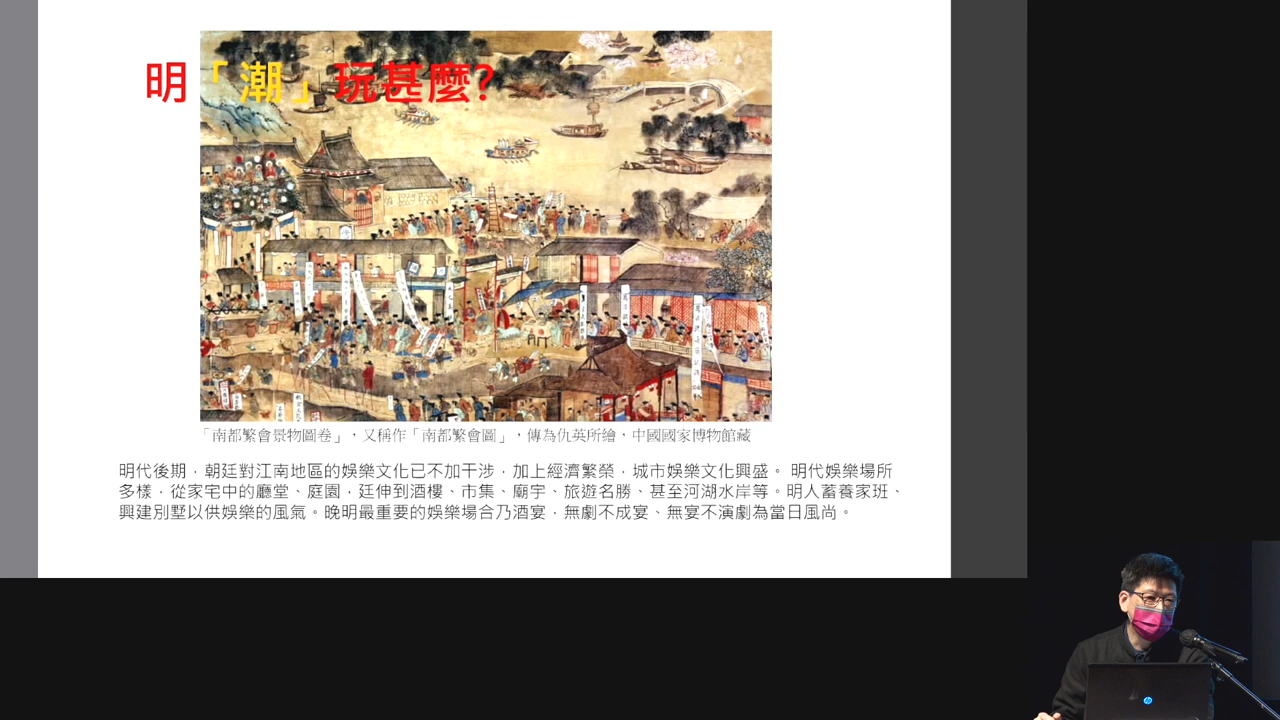 明「潮」玩甚麼?
「南都繁會景物圖卷」，又稱作「南都繁會圖」，傳為仇英所繪，中國國家博物館藏
明代後期，朝廷對江南地區的娛樂文化已不加干涉，加上經濟繁榮，城市娛樂文化興盛。 明代娛樂場所
多樣，從家宅中的廳堂、庭園，廷伸到酒樓、市集、廟宇、旅遊名勝、甚至河湖水岸等。明人蓄養家班、
興建別墅以供娛樂的風氣。晚明最重要的娛樂場合乃酒宴，無劇不成宴、無宴不演劇為當日風尚。
hp